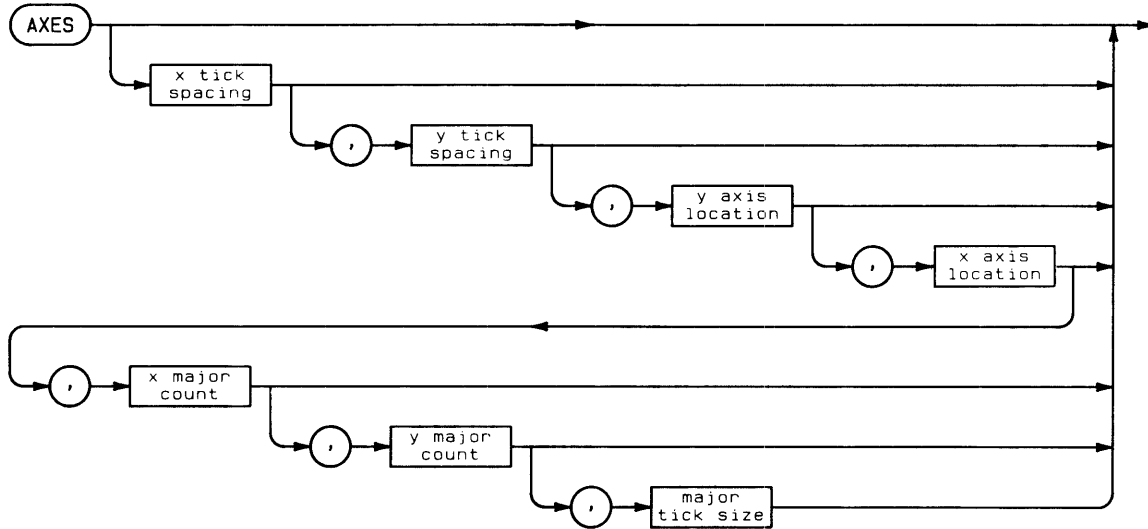 AXES
x tick
spacing
,
y tick
spacing
,
y axis
location
,
x axis
location
,
x major
count
,
y major
count
,
major
tick size